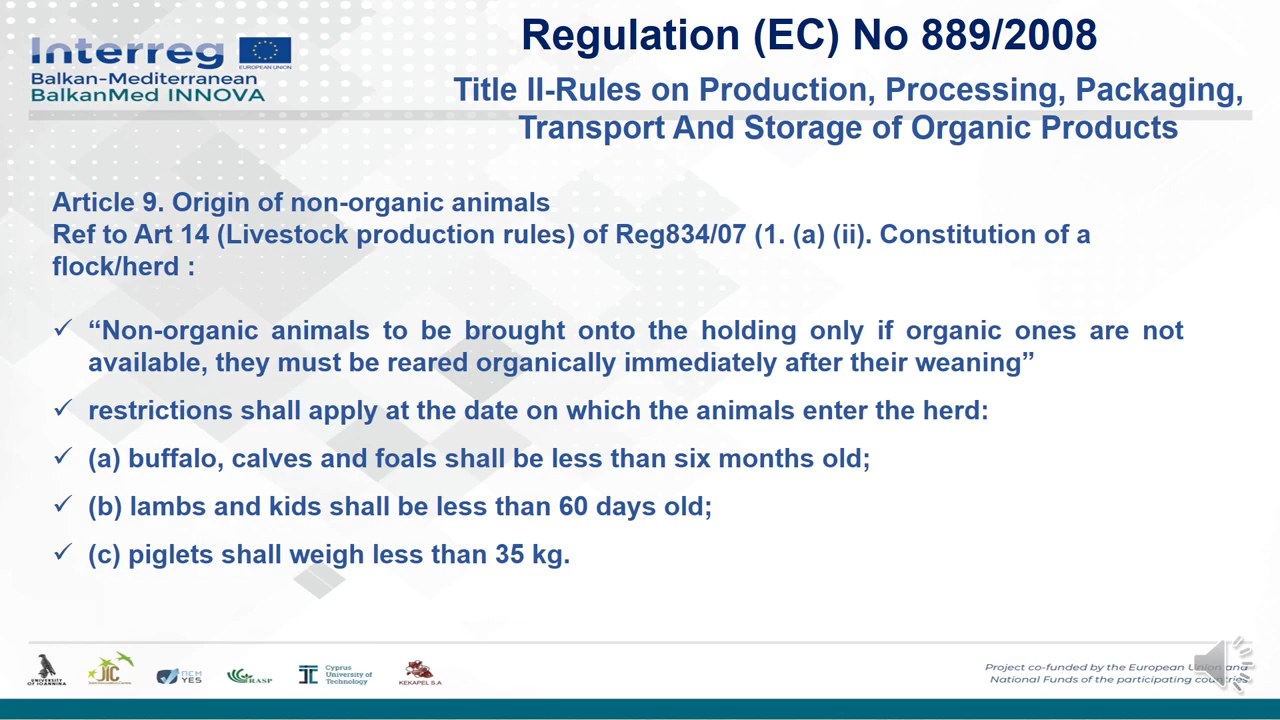 Interreg
EUROPEAN UNION
Balkan-Mediterranean
BalkanMed INNOVA
Regulation (EC) No 889/2008
Title II-Rules on Production, Processing, Packaging,
Transport And Storage of Organic Products
Article 9. Origin of non-organic animals
Ref to Art 14 (Livestock production rules) of Reg834/07 (1. (a) (ii). Constitution of a
flock/herd :
✓ “Non-organic animals to be brought onto the holding only if organic ones are not
available, they must be reared organically immediately after their weaning”
✓ restrictions shall apply at the date on which the animals enter the herd:
✓ (a) buffalo, calves and foals shall be less than six months old;
✓ (b) lambs and kids shall be less than 60 days old;
✓ (c) piglets shall weigh less than 35 kg.
UNIVERSITY
OF IOANNINA
JIC
YES
RASP
Cyprus
University of
Technology
KEKAPEL S.A
Project co-funded by the European Union and
National Funds of the participating countries